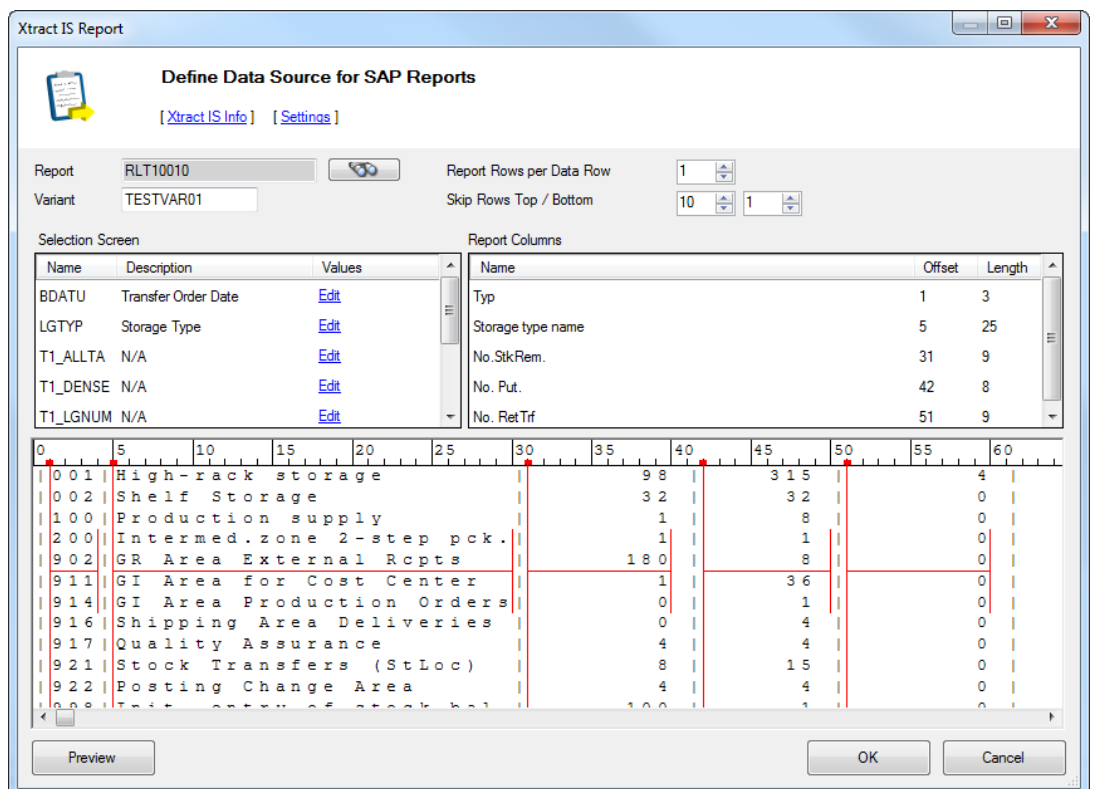 Xtract IS Report
Define Data Source for SAP Reports
[ Xtract IS Info ] [ Settings ]
Report RLT10010 Report Rows per Data Row 1
Variant TESTVAR01 Skip Rows Top / Bottom 10 1
Selection Screen Report Columns
Name Description Values Name Offset Length
BDATU Transfer Order Date Edit Typ 1 3
LGTYP Storage Type Edit Storage type name 5 25
T1_ALLTA N/A Edit No.StkRem. 31 9
T1_DENSE N/A Edit No. Put. 42 8
T1_LGNUM N/A Edit No. RetTrf 51 9
0 5 10 15 20 25 30 35 40 45 50 55 60
|001|High-rack storage | 98 | 315 | 4 |
|002|Shelf Storage | 32 | 32 | 0 |
|100|Production supply | 1 | 8 | 0 |
|200|Intermed.zone 2-step pck.| 1 | 1 | 0 |
|902|GR Area External Rcpts | 180 | 8 | 0 |
|911|GI Area for Cost Center | 1 | 36 | 0 |
|914|GI Area Production Orders| 0 | 1 | 0 |
|916|Shipping Area Deliveries | 0 | 4 | 0 |
|917|Quality Assurance | 4 | 4 | 0 |
|921|Stock Transfers (StLoc) | 8 | 15 | 0 |
|922|Posting Change Area | 4 | 4 | 0 |
Preview OK Cancel